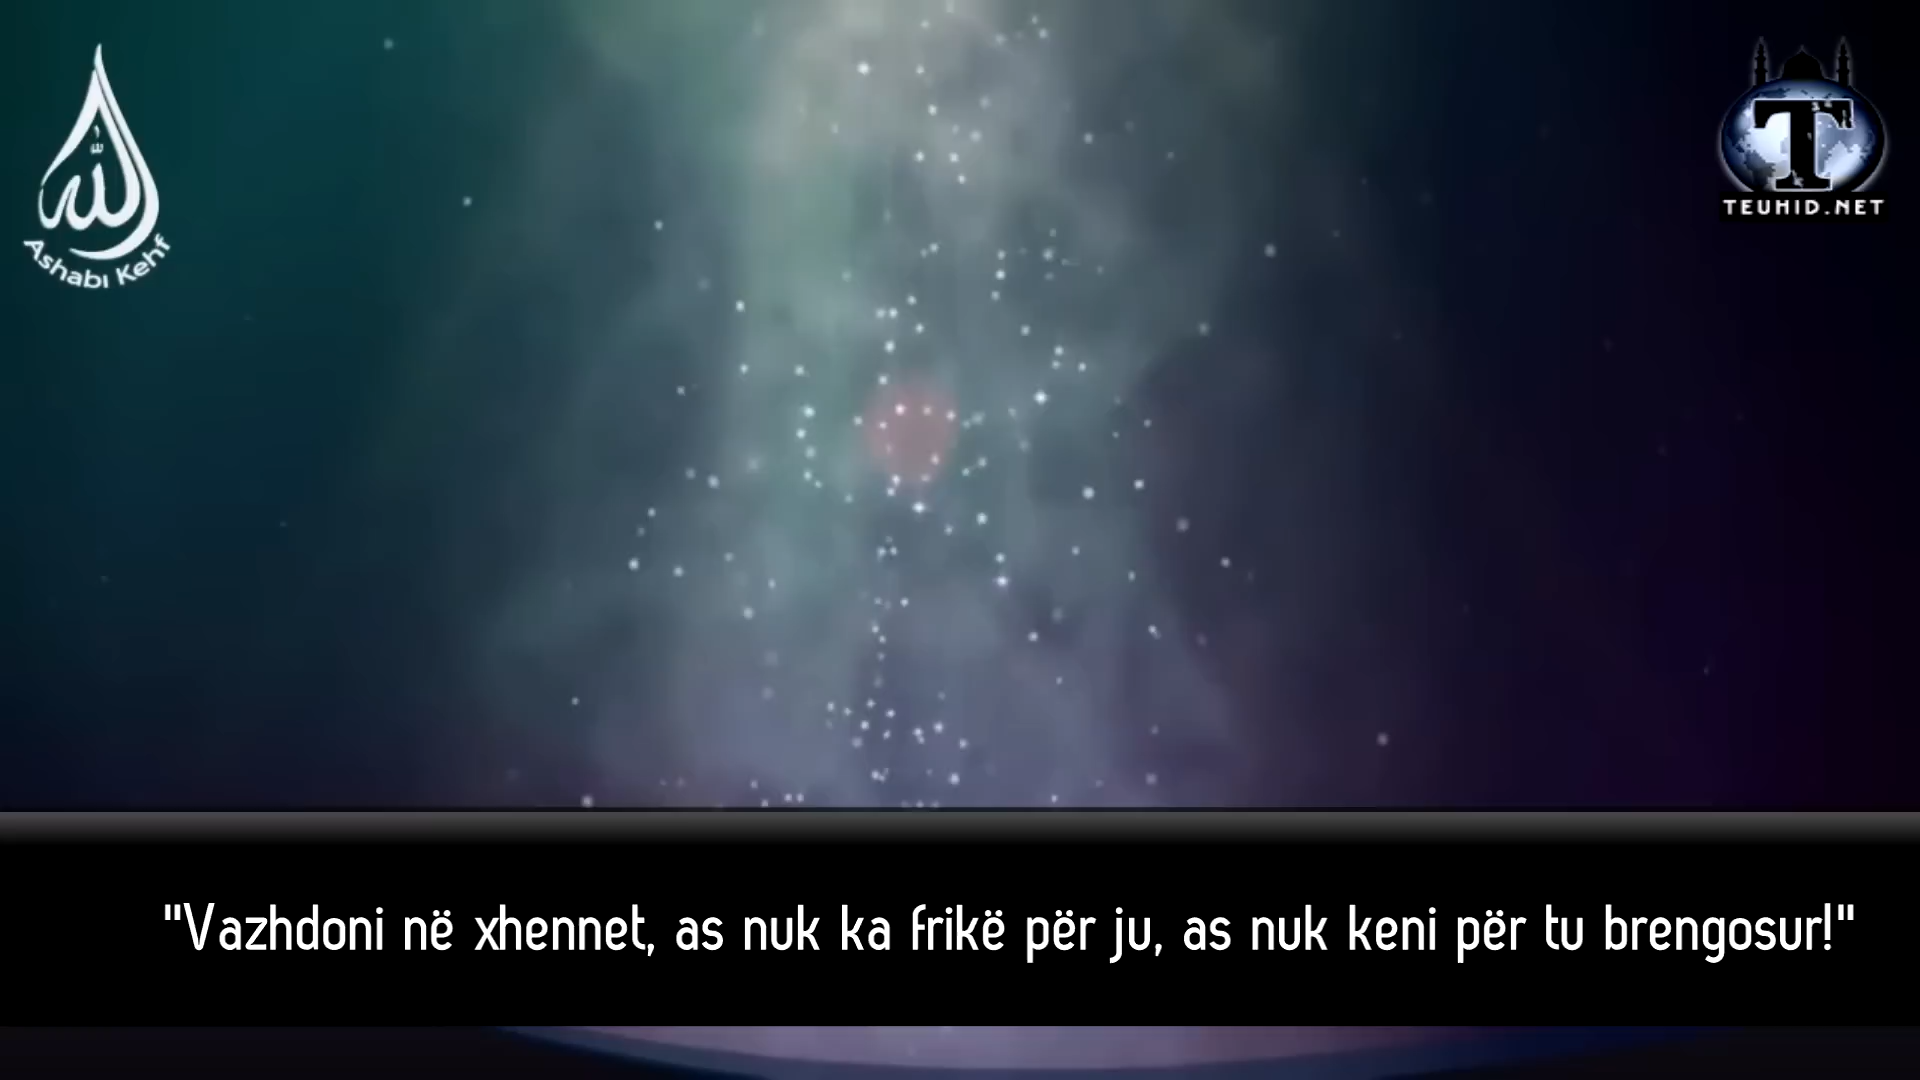 الله
Ashabı Kehf
TEUHID.NET
"Vazhdoni në xhennet, as nuk ka frikë për ju, as nuk keni për tu brengosur!"